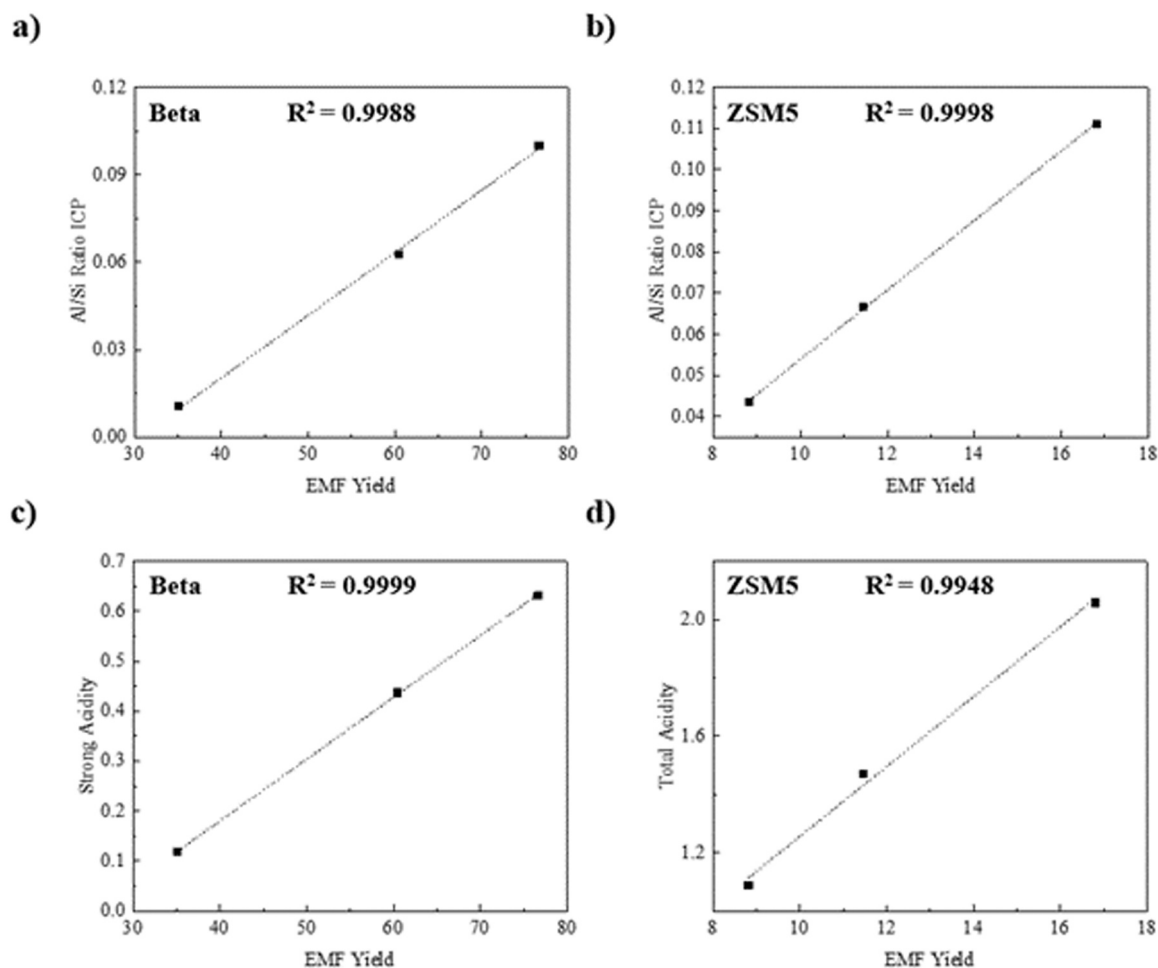 a)
Beta R² = 0.9988
0.12
0.09
0.06
0.03
0.00
Al/Si Ratio ICP
30 40 50 60 70 80
EMF Yield
b)
ZSM5 R² = 0.9998
0.12
0.11
0.10
0.09
0.08
0.07
0.06
0.05
0.04
Al/Si Ratio ICP
8 10 12 14 16 18
EMF Yield
c)
Beta R² = 0.9999
0.7
0.6
0.5
0.4
0.3
0.2
0.1
0.0
Strong Acidity
30 40 50 60 70 80
EMF Yield
d)
ZSM5 R² = 0.9948
2.0
1.6
1.2
Total Acidity
8 10 12 14 16 18
EMF Yield